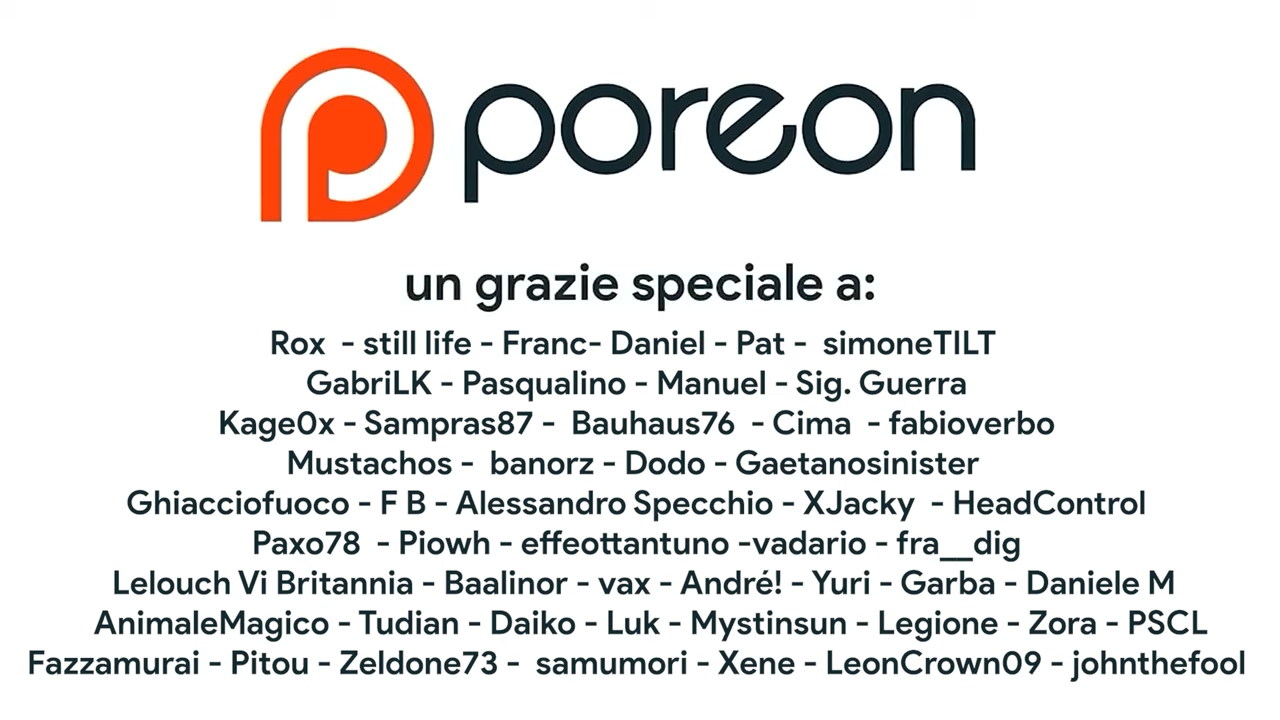 poreon
un grazie speciale a:
Rox - still life - Franc- Daniel - Pat - simoneTILT
GabriLK - Pasqualino - Manuel - Sig. Guerra
Kage0x - Sampras87 - Bauhaus76 - Cima - fabioverbo
Mustachos - banorz - Dodo - Gaetanosinister
Ghiacciofuoco - F B - Alessandro Specchio - XJacky - HeadControl
Paxo78 - Piowh - effeottantuno -vadario - fra__dig
Lelouch Vi Britannia - Baalinor - vax - André! - Yuri - Garba - Daniele M
AnimaleMagico - Tudian - Daiko - Luk - Mystinsun - Legione - Zora - PSCL
Fazzamurai - Pitou - Zeldone73 - samumori - Xene - LeonCrown09 - johnthefool